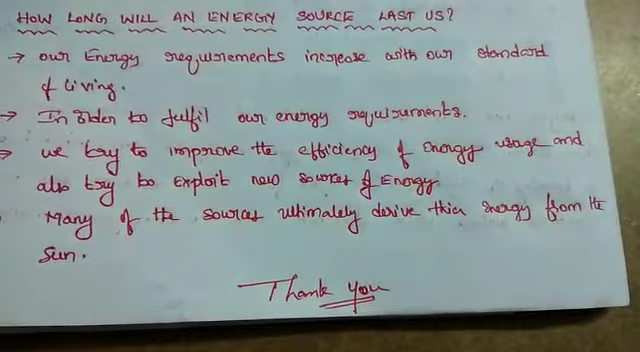 HOW LONG WILL AN ENERGY SOURCE LAST US?
→ our Energy requirements increase with our standard
of living.
→ In order to fulfil our energy requirements.
→ we try to improve the efficiency of energy usage and
also try to exploit new sources of Energy
Many of the sources ultimately derive their energy from the
Sun.
Thank you